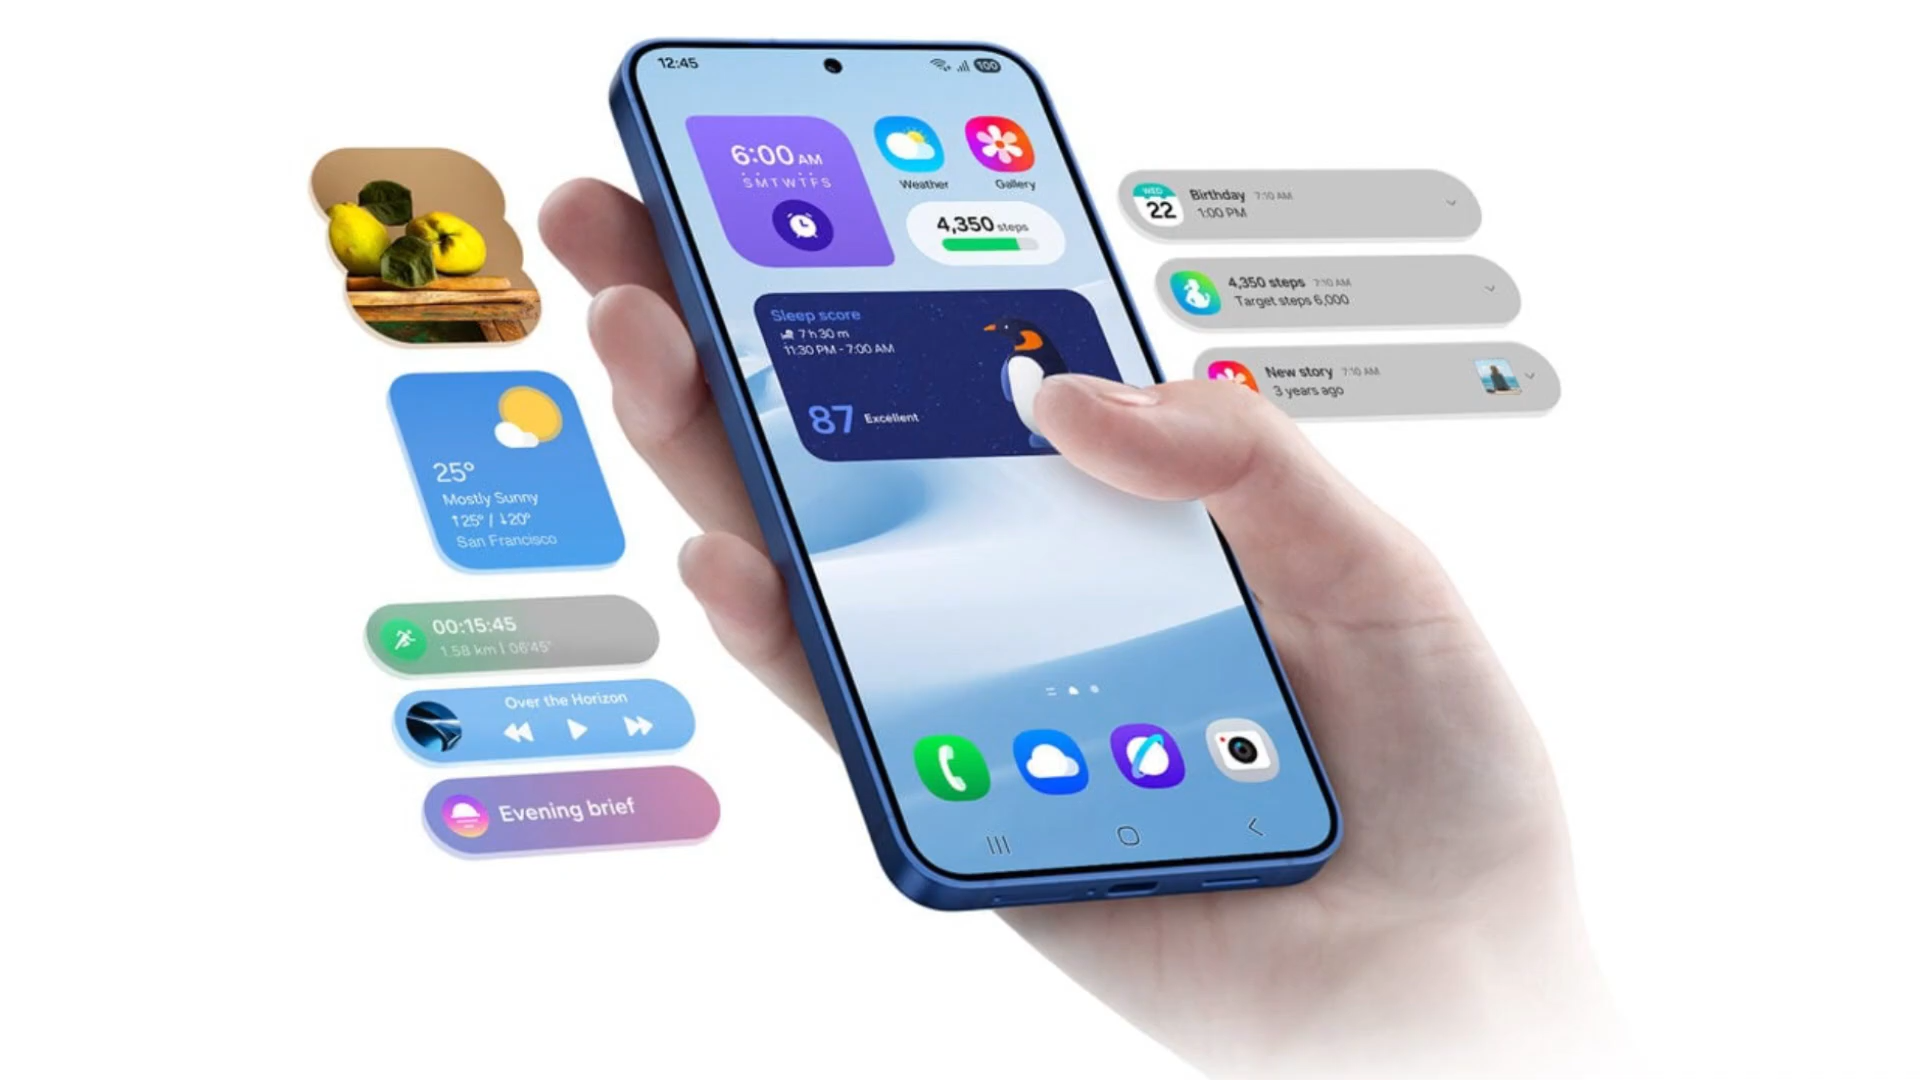 12:45
100
6:00 AM
S M T W T F S
Weather
Gallery
4,350 steps
Sleep score
7 h 30 m
11:30 PM - 7:00 AM
87 Excellent
25°
Mostly Sunny
↑25° / ↓20°
San Francisco
00:15:45
1.58 km | 06'45"
Over the Horizon
Evening brief
WED
22
Birthday 7:10 AM
1:00 PM
4,350 steps 7:10 AM
Target steps 6,000
New story 7:10 AM
3 years ago